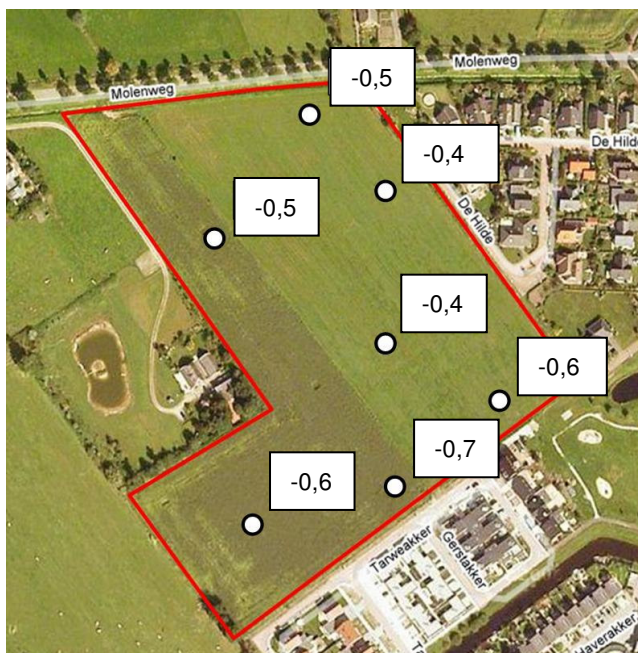 -0,5
Molenweg
Molenweg
De Hilde
-0,4
-0,5
De Hilde
-0,4
-0,6
-0,7
-0,6
Tarweakker
Gerstakker
Haverakker